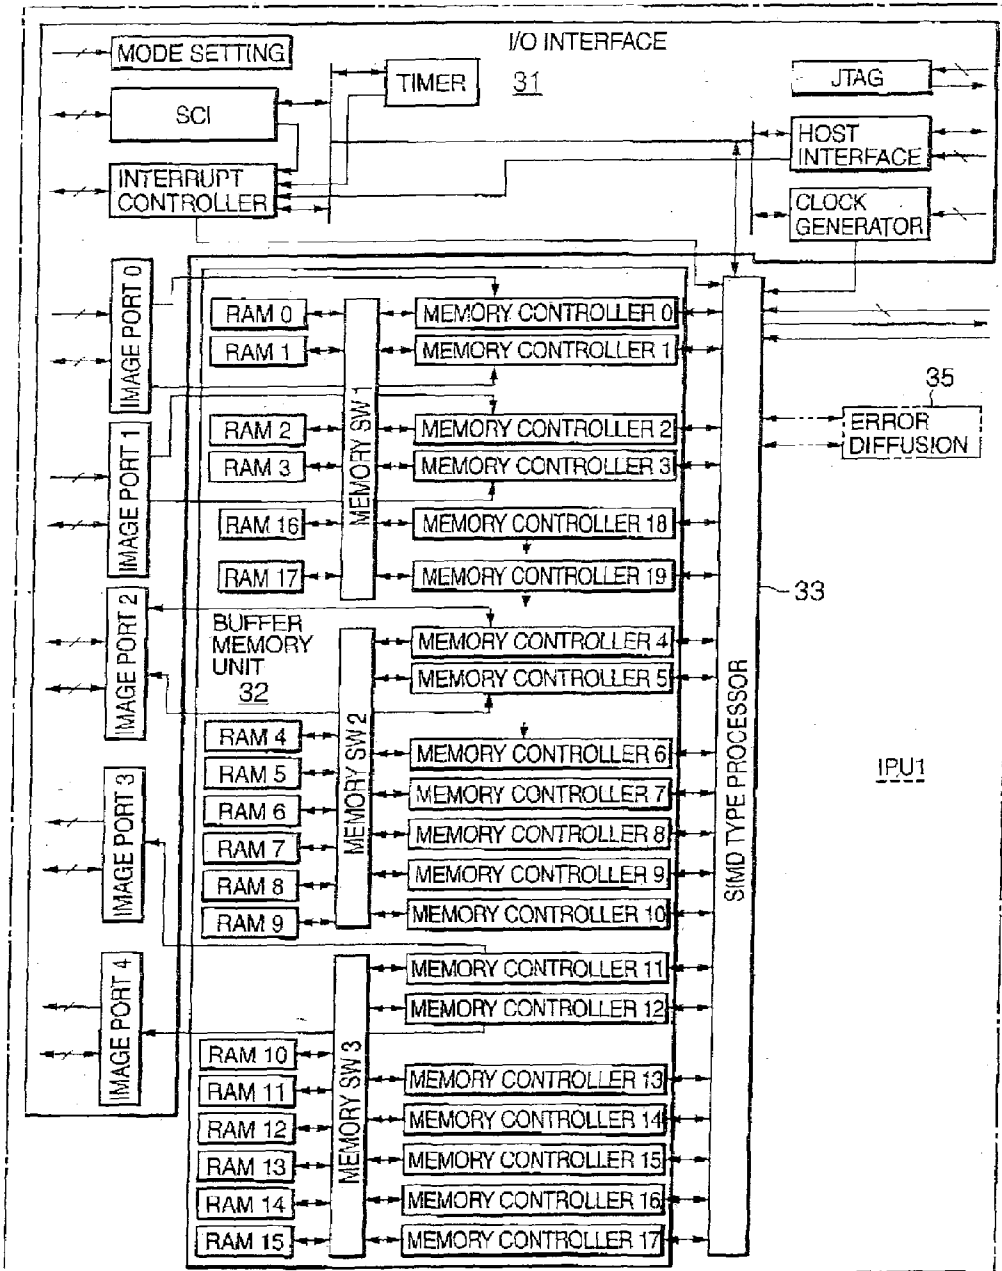 I/O INTERFACE
31
MODE SETTING
SCI
INTERRUPT
CONTROLLER
TIMER
JTAG
HOST
INTERFACE
CLOCK
GENERATOR
IMAGE PORT 0
IMAGE PORT 1
IMAGE PORT 2
IMAGE PORT 3
IMAGE PORT 4
RAM 0
RAM 1
RAM 2
RAM 3
RAM 16
RAM 17
MEMORY SW 1
MEMORY CONTROLLER 0
MEMORY CONTROLLER 1
MEMORY CONTROLLER 2
MEMORY CONTROLLER 3
MEMORY CONTROLLER 18
MEMORY CONTROLLER 19
BUFFER
MEMORY
UNIT
32
RAM 4
RAM 5
RAM 6
RAM 7
RAM 8
RAM 9
MEMORY SW 2
MEMORY CONTROLLER 4
MEMORY CONTROLLER 5
MEMORY CONTROLLER 6
MEMORY CONTROLLER 7
MEMORY CONTROLLER 8
MEMORY CONTROLLER 9
MEMORY CONTROLLER 10
RAM 10
RAM 11
RAM 12
RAM 13
RAM 14
RAM 15
MEMORY SW 3
MEMORY CONTROLLER 11
MEMORY CONTROLLER 12
MEMORY CONTROLLER 13
MEMORY CONTROLLER 14
MEMORY CONTROLLER 15
MEMORY CONTROLLER 16
MEMORY CONTROLLER 17
SIMD TYPE PROCESSOR
33
35
ERROR
DIFFUSION
IPU1